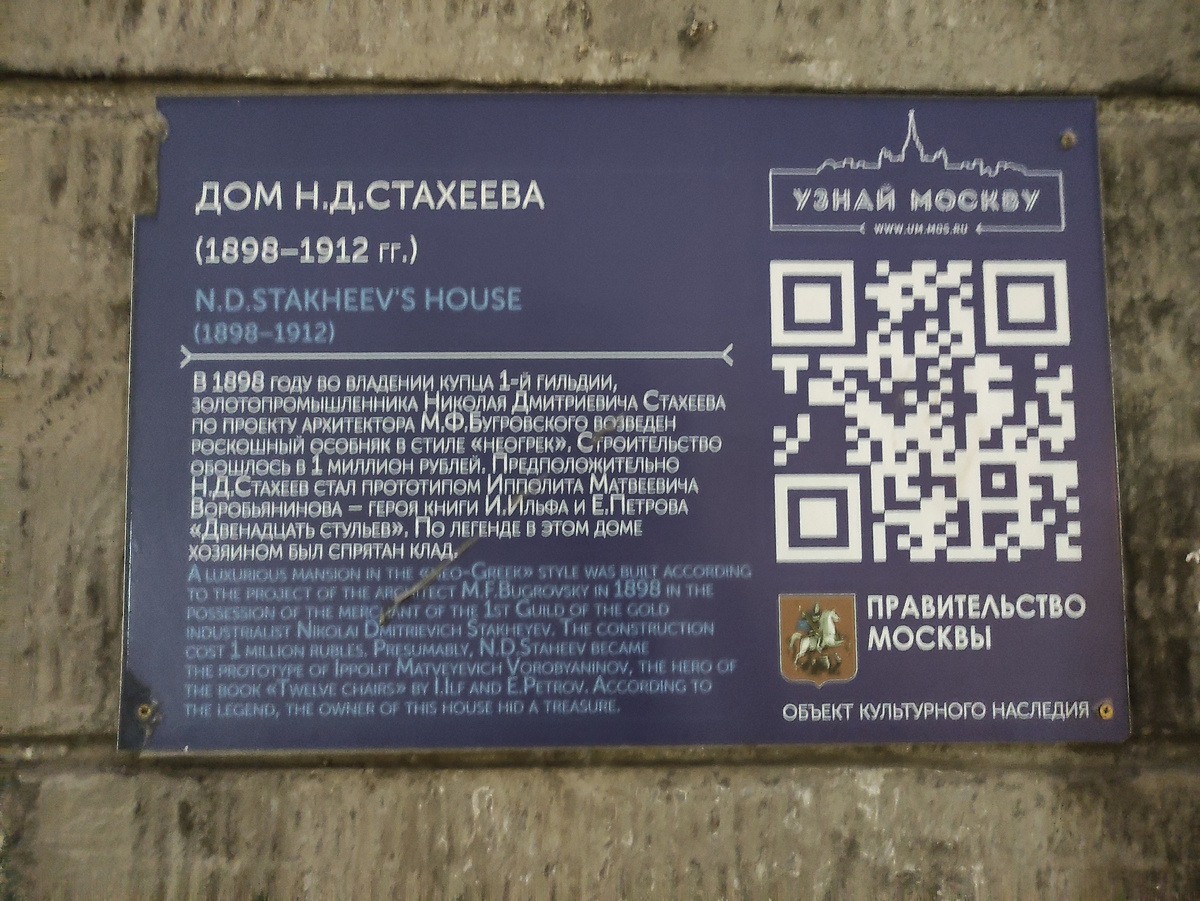 ДОМ Н.Д.СТАХЕЕВА
(1898–1912 гг.)
N.D.STAKHEEV'S HOUSE
(1898–1912)
В 1898 ГОДУ ВО ВЛАДЕНИИ КУПЦА 1-Й ГИЛЬДИИ,
ЗОЛОТОПРОМЫШЛЕННИКА НИКОЛАЯ ДМИТРИЕВИЧА СТАХЕЕВА
ПО ПРОЕКТУ АРХИТЕКТОРА М.Ф.БУГРОВСКОГО ВОЗВЕДЕН
РОСКОШНЫЙ ОСОБНЯК В СТИЛЕ «НЕОГРЕК». СТРОИТЕЛЬСТВО
ОБОШЛОСЬ В 1 МИЛЛИОН РУБЛЕЙ. ПРЕДПОЛОЖИТЕЛЬНО
Н.Д.СТАХЕЕВ СТАЛ ПРОТОТИПОМ ИППОЛИТА МАТВЕЕВИЧА
ВОРОБЬЯНИНОВА – ГЕРОЯ КНИГИ И.ИЛЬФА И Е.ПЕТРОВА
«ДВЕНАДЦАТЬ СТУЛЬЕВ». ПО ЛЕГЕНДЕ В ЭТОМ ДОМЕ
ХОЗЯИНОМ БЫЛ СПРЯТАН КЛАД.
A LUXURIOUS MANSION IN THE «NEO-GREEK» STYLE WAS BUILT ACCORDING
TO THE PROJECT OF THE ARCHITECT M.F.BUGROVSKY IN 1898 IN THE
POSSESSION OF THE MERCHANT OF THE 1ST GUILD OF THE GOLD
INDUSTRIALIST NIKOLAI DMITRIEVICH STAKHEYEV. THE CONSTRUCTION
COST 1 MILLION RUBLES. PRESUMABLY, N.D.STAHEEV BECAME
THE PROTOTYPE OF IPPOLIT MATVEYEVICH VOROBYANINOV, THE HERO OF
THE BOOK «TWELVE CHAIRS» BY I.ILF AND E.PETROV. ACCORDING TO
THE LEGEND, THE OWNER OF THIS HOUSE HID A TREASURE.
УЗНАЙ МОСКВУ
WWW.UM.MOS.RU
ПРАВИТЕЛЬСТВО
МОСКВЫ
ОБЪЕКТ КУЛЬТУРНОГО НАСЛЕДИЯ